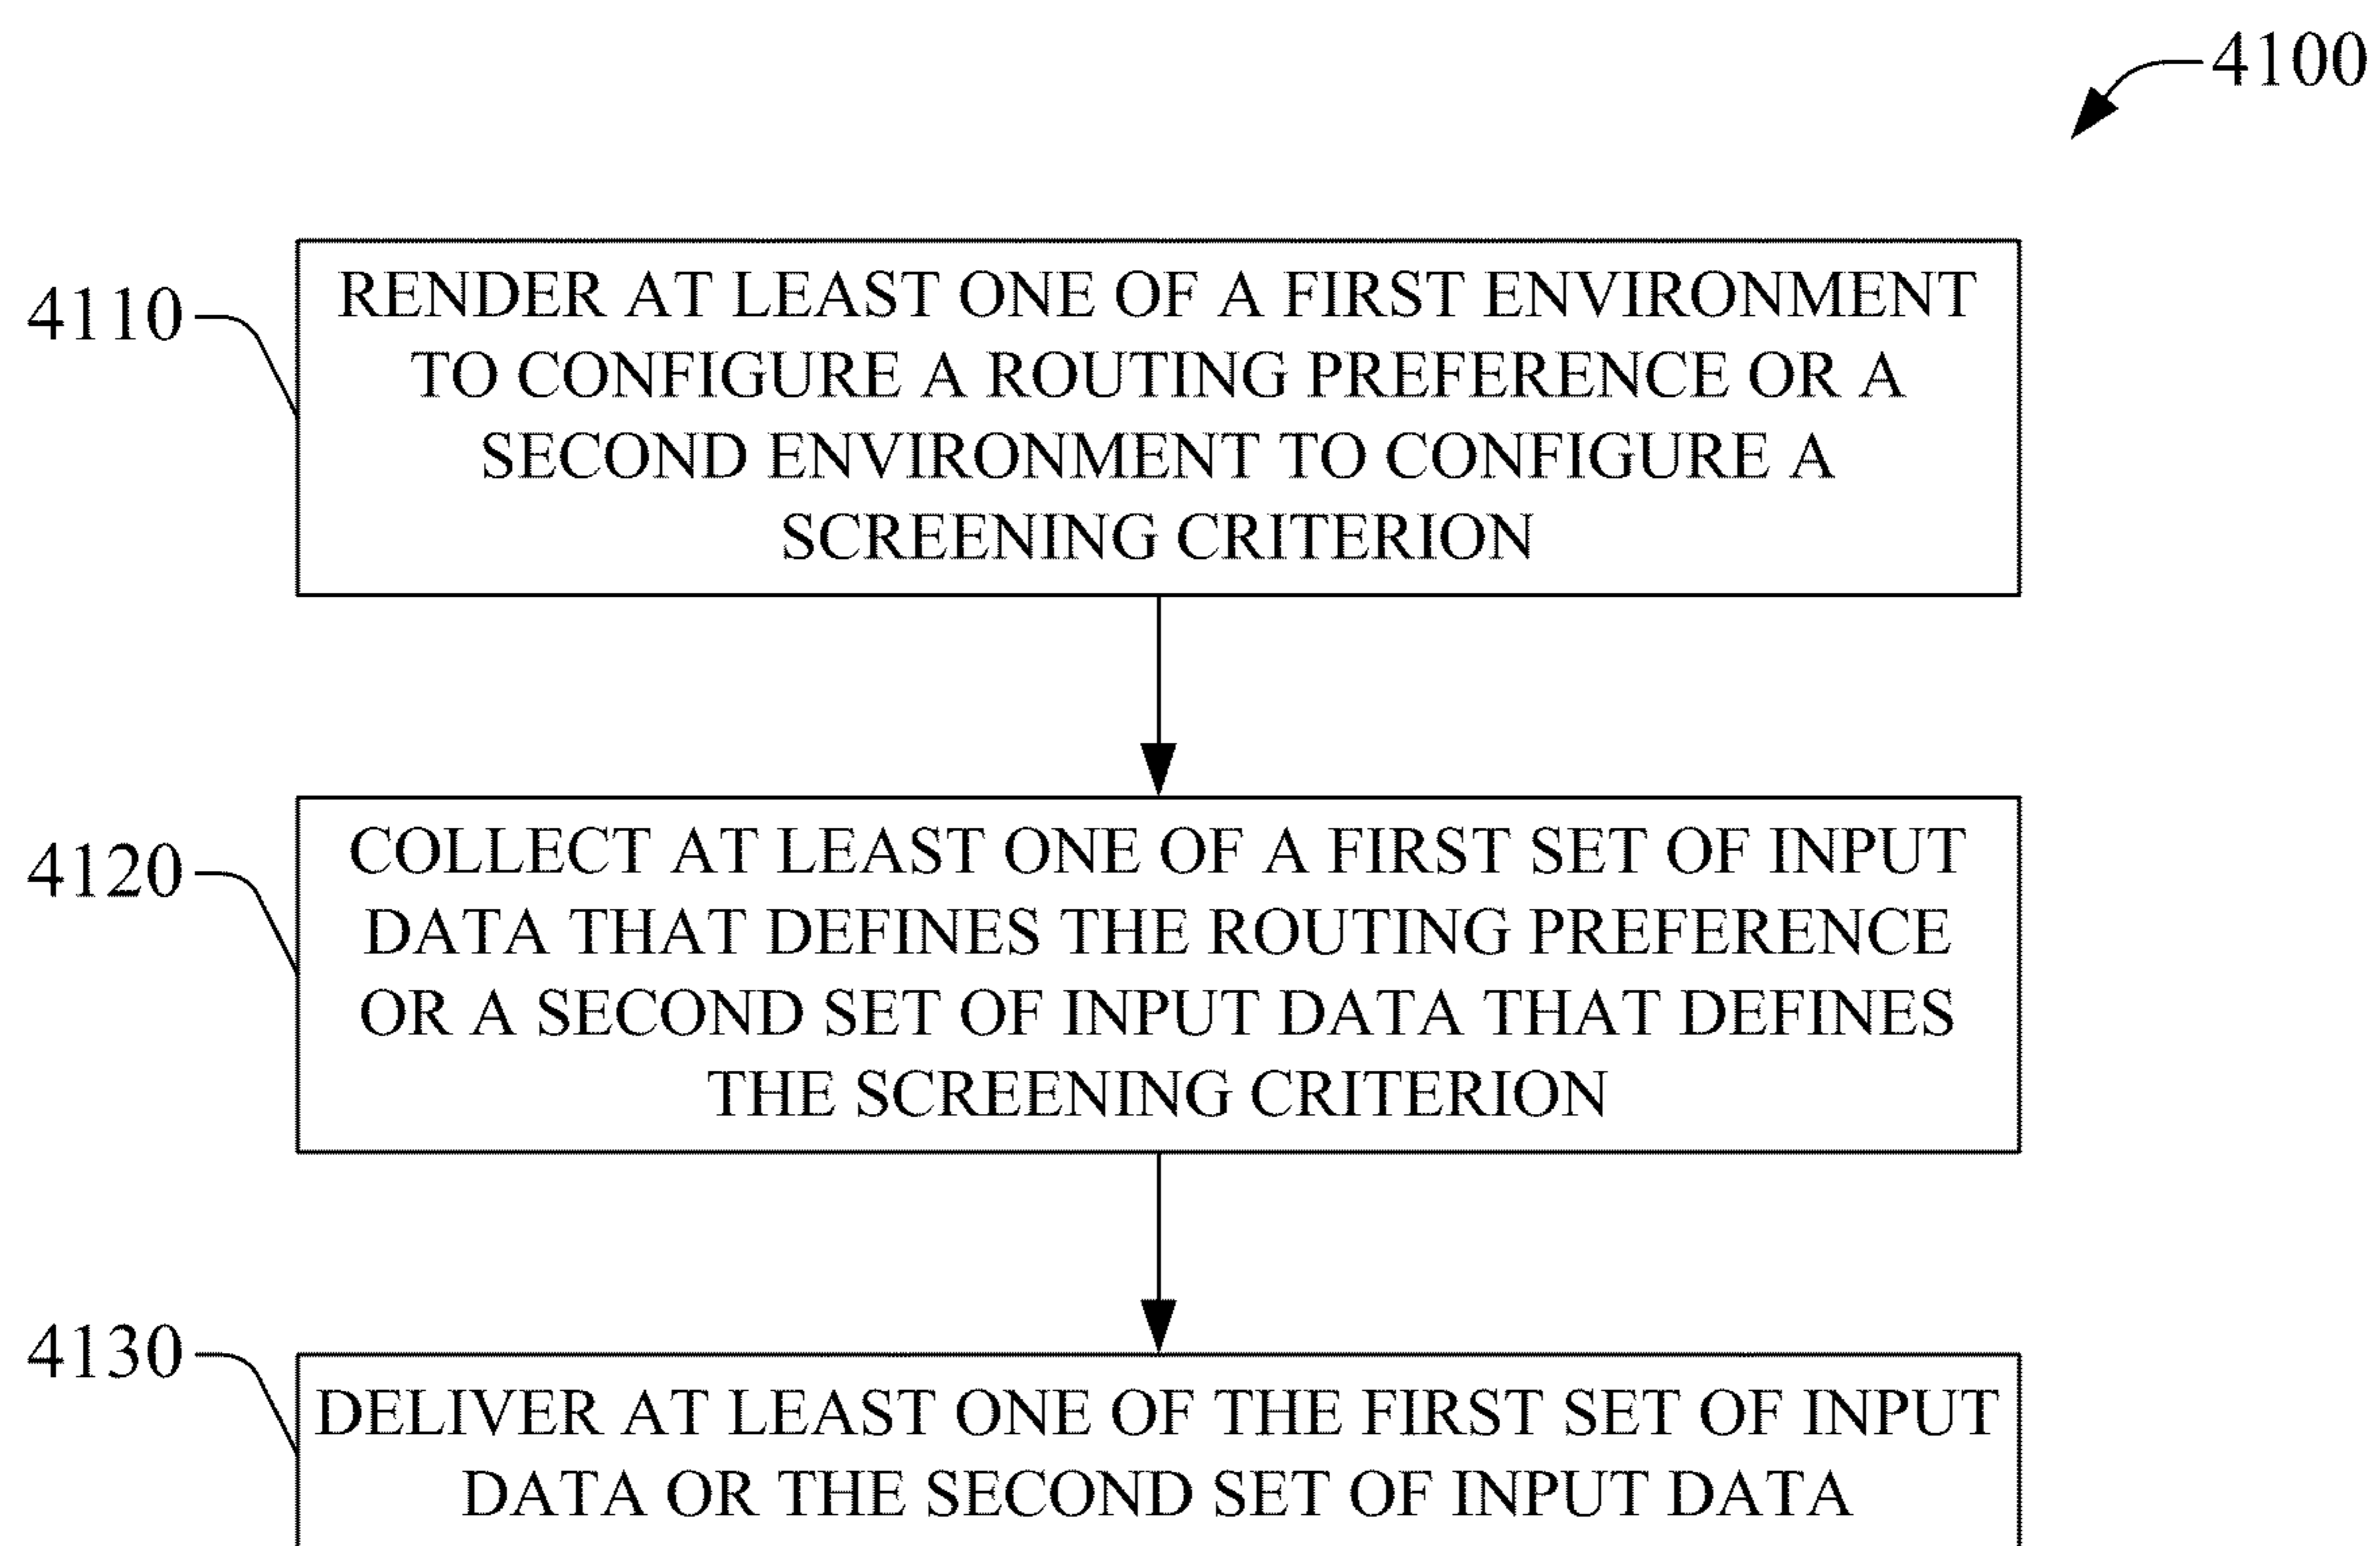 4100
4110
RENDER AT LEAST ONE OF A FIRST ENVIRONMENT
TO CONFIGURE A ROUTING PREFERENCE OR A
SECOND ENVIRONMENT TO CONFIGURE A
SCREENING CRITERION
4120
COLLECT AT LEAST ONE OF A FIRST SET OF INPUT
DATA THAT DEFINES THE ROUTING PREFERENCE
OR A SECOND SET OF INPUT DATA THAT DEFINES
THE SCREENING CRITERION
4130
DELIVER AT LEAST ONE OF THE FIRST SET OF INPUT
DATA OR THE SECOND SET OF INPUT DATA